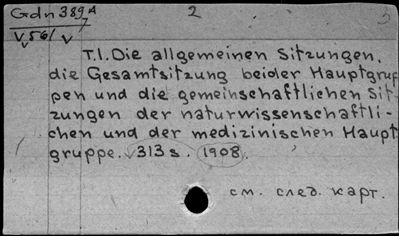 Gdn 389 A 2
7
V561 v
T.I. Die allgemeinen Sitzungen,
die Gesamtsitzung beider Hauptgrup
pen und die gemeinschaftlichen Sit-
zungen der naturwissenschaftli-
chen und der medizinischen Haupt
gruppe. 313 s. 1908.
см. след. карт.